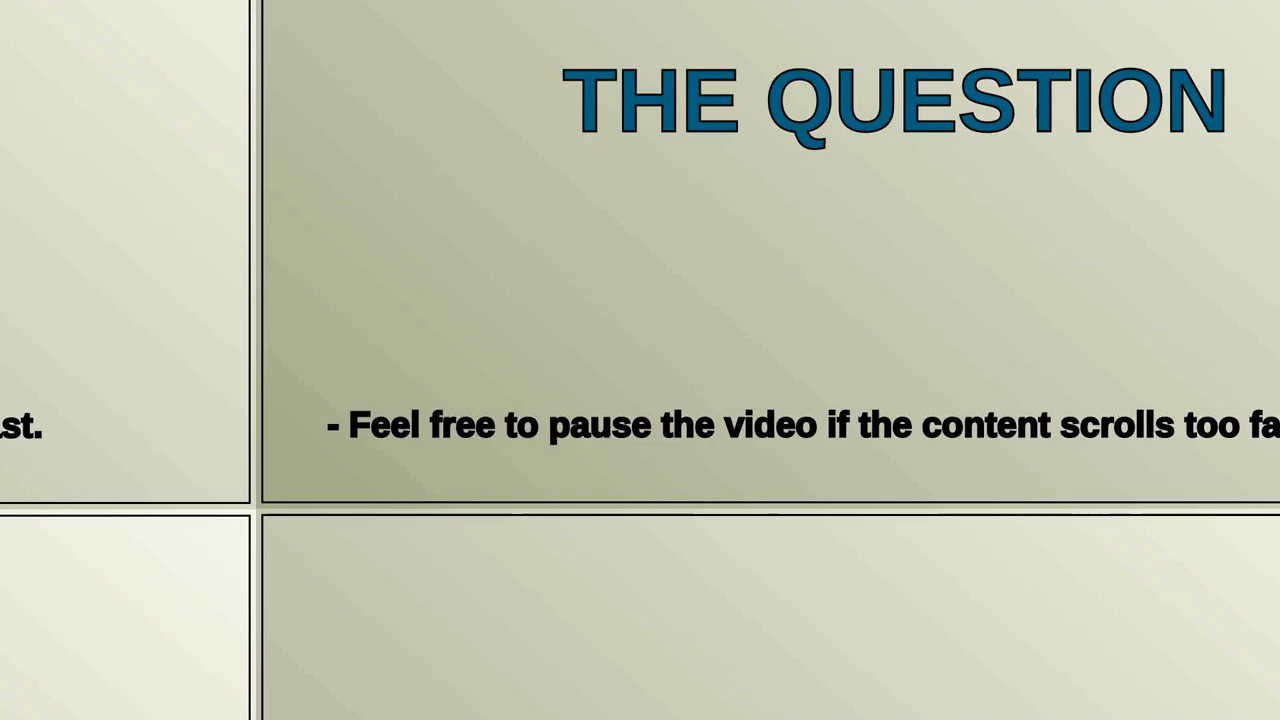 THE QUESTION
st.
- Feel free to pause the video if the content scrolls too fa